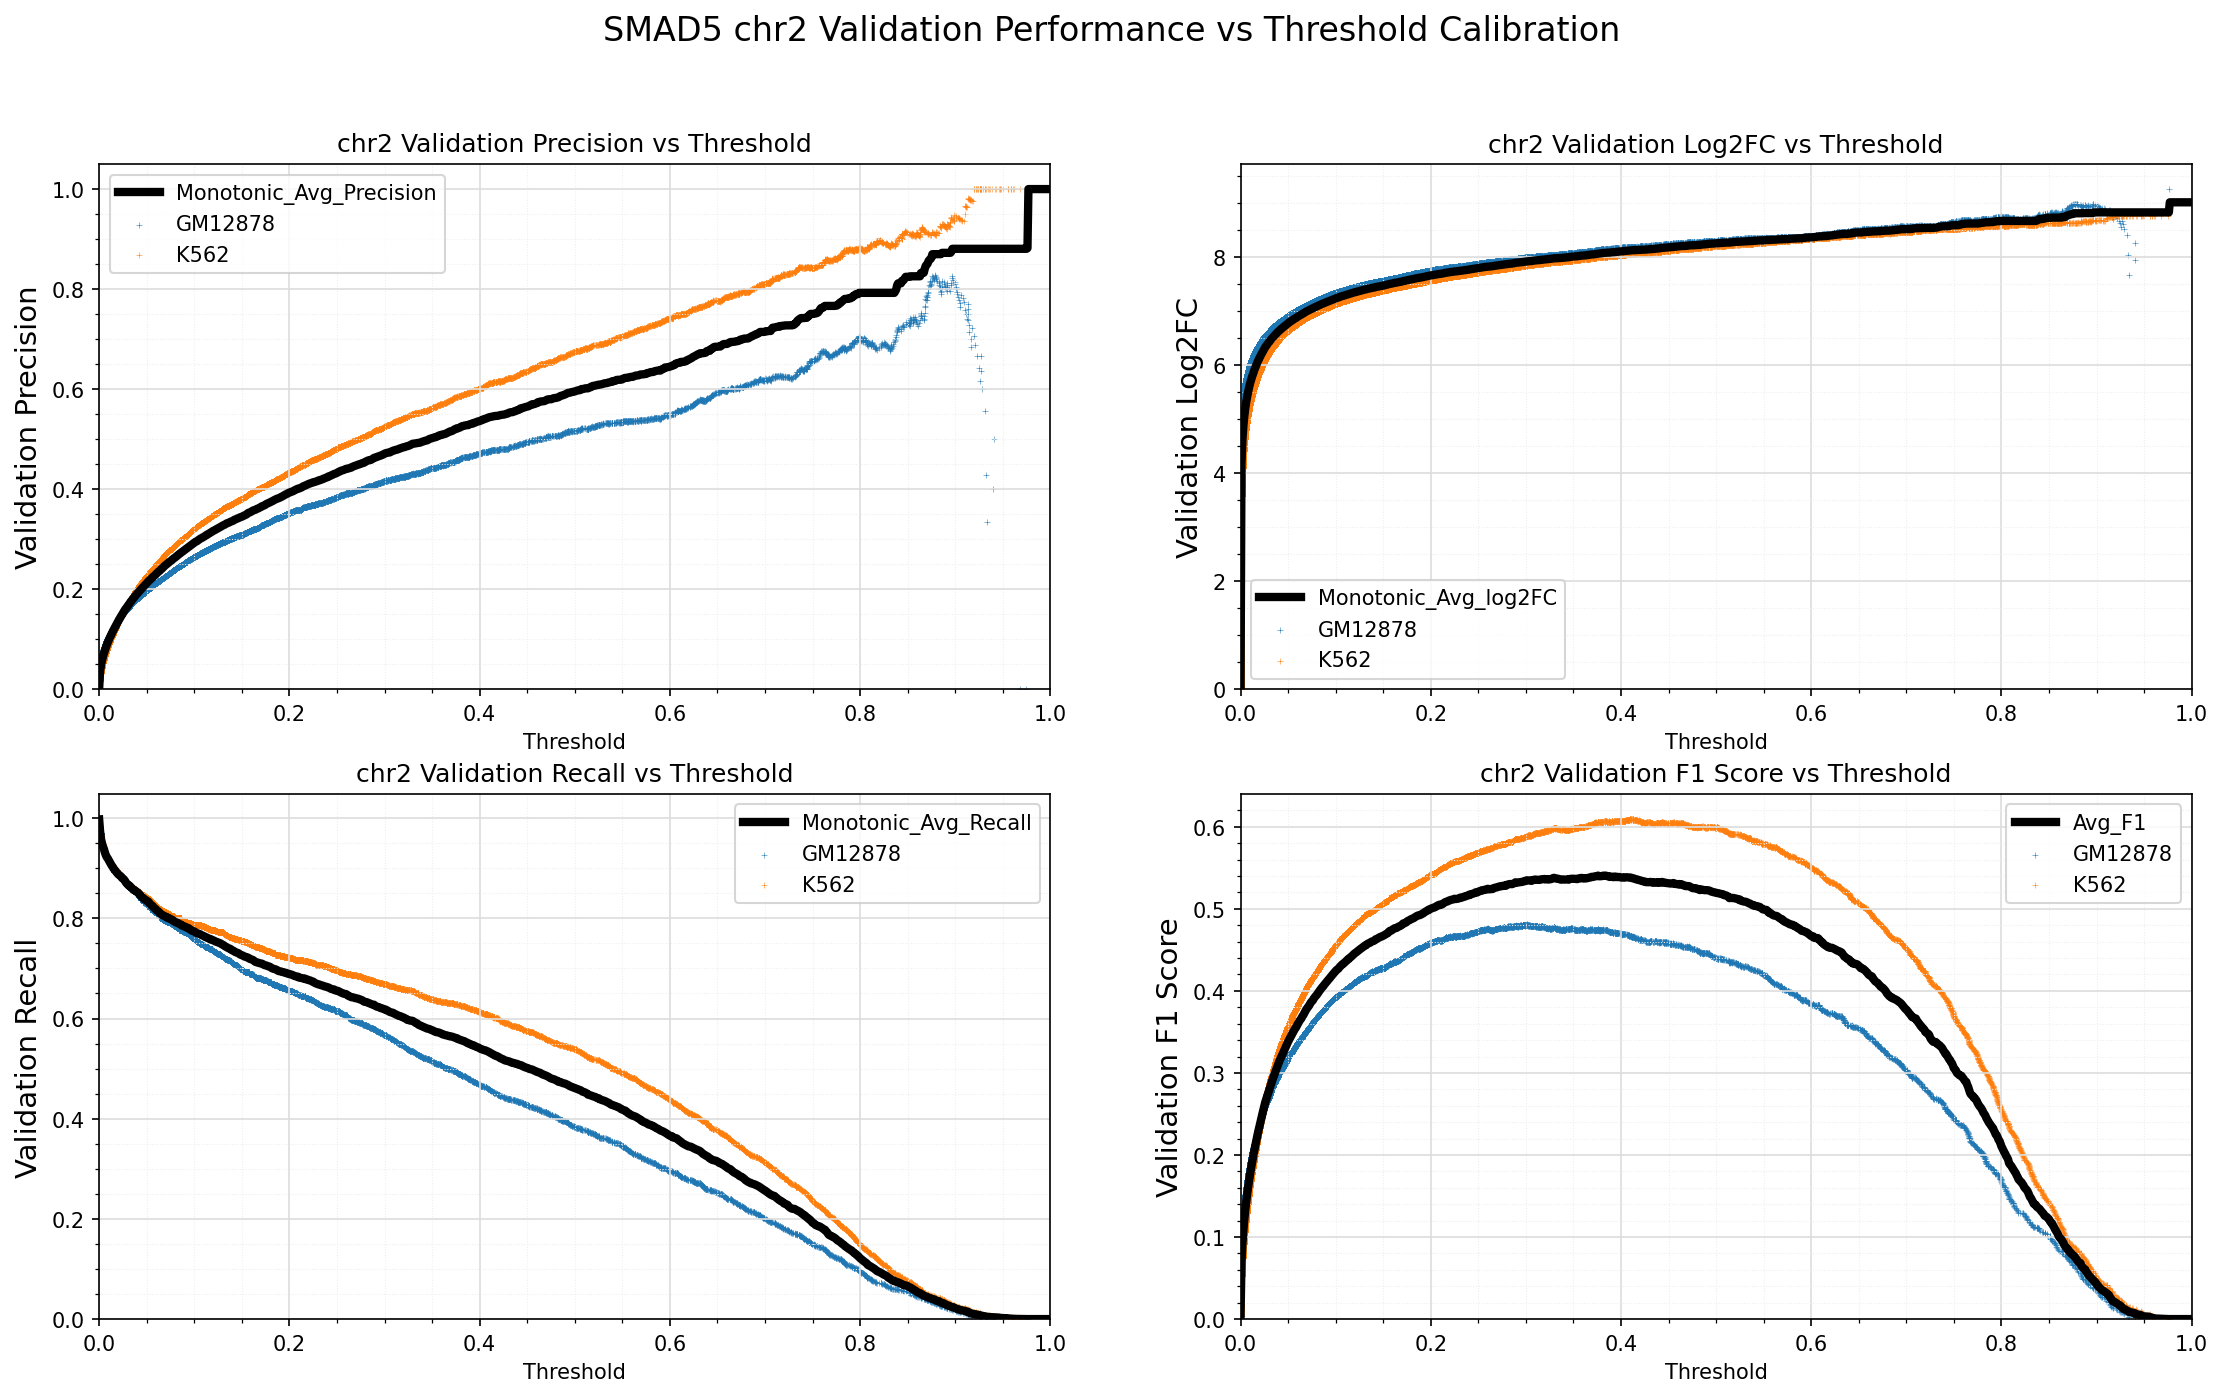 SMAD5 chr2 Validation Performance vs Threshold Calibration
chr2 Validation Precision vs Threshold
Validation Precision
1.0
0.8
0.6
0.4
0.2
0.0
Monotonic_Avg_Precision
GM12878
K562
0.0 0.2 0.4 0.6 0.8 1.0
Threshold
chr2 Validation Log2FC vs Threshold
Validation Log2FC
8
6
4
2
0
Monotonic_Avg_log2FC
GM12878
K562
0.0 0.2 0.4 0.6 0.8 1.0
Threshold
chr2 Validation Recall vs Threshold
Validation Recall
1.0
0.8
0.6
0.4
0.2
0.0
Monotonic_Avg_Recall
GM12878
K562
0.0 0.2 0.4 0.6 0.8 1.0
Threshold
chr2 Validation F1 Score vs Threshold
Validation F1 Score
0.6
0.5
0.4
0.3
0.2
0.1
0.0
Avg_F1
GM12878
K562
0.0 0.2 0.4 0.6 0.8 1.0
Threshold